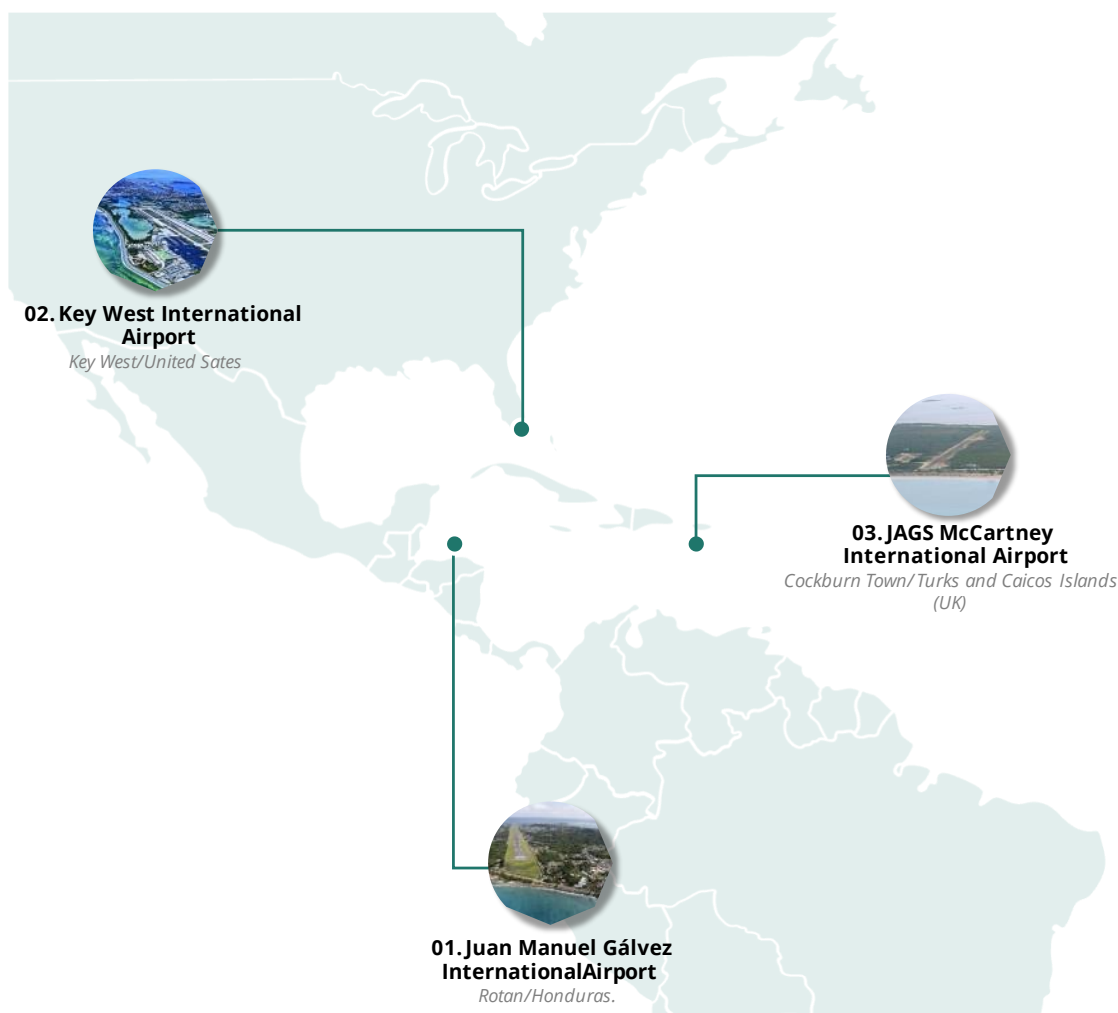 02. Key West International
Airport
Key West/United Sates
03. JAGS McCartney
International Airport
Cockburn Town/Turks and Caicos Islands
(UK)
01. Juan Manuel Gálvez
InternationalAirport
Rotan/Honduras.